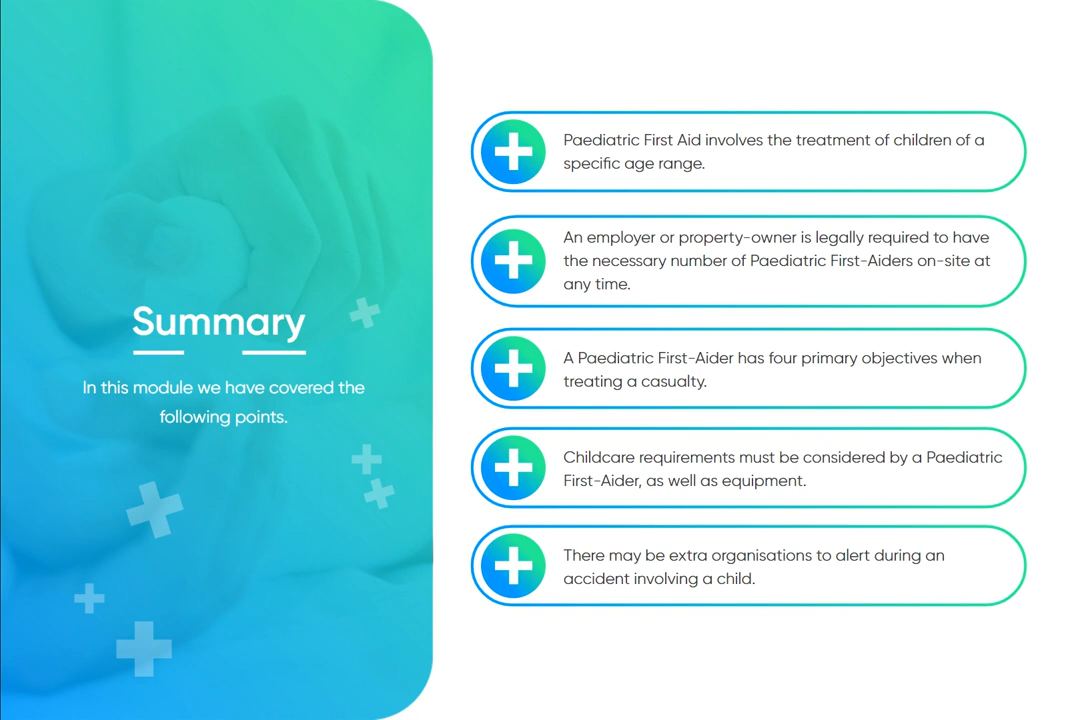 Summary
In this module we have covered the
following points.
Paediatric First Aid involves the treatment of children of a
specific age range.
An employer or property-owner is legally required to have
the necessary number of Paediatric First-Aiders on-site at
any time.
A Paediatric First-Aider has four primary objectives when
treating a casualty.
Childcare requirements must be considered by a Paediatric
First-Aider, as well as equipment.
There may be extra organisations to alert during an
accident involving a child.